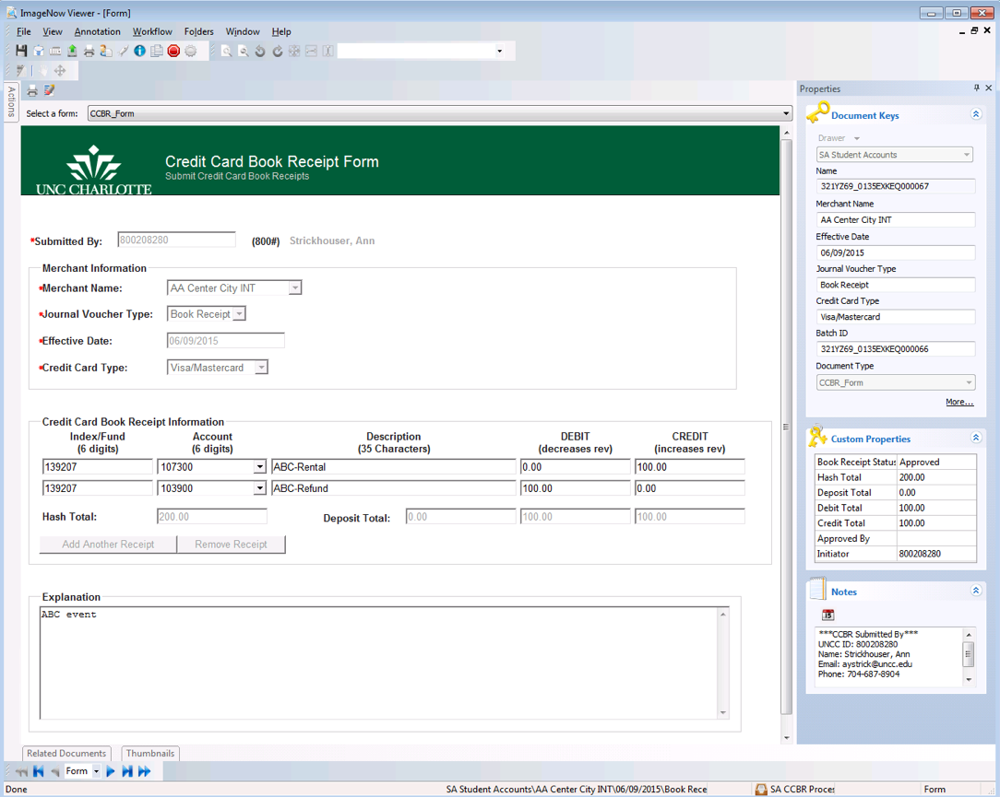 ImageNow Viewer - [Form]
File View Annotation Workflow Folders Window Help
Actions
Select a form: CCBR_Form
UNC CHARLOTTE
Credit Card Book Receipt Form
Submit Credit Card Book Receipts
*Submitted By: 800208280 (800#) Strickhouser, Ann
Merchant Information
*Merchant Name: AA Center City INT
*Journal Voucher Type: Book Receipt
*Effective Date: 06/09/2015
*Credit Card Type: Visa/Mastercard
Credit Card Book Receipt Information
Index/Fund Account Description DEBIT CREDIT
(6 digits) (6 digits) (35 Characters) (decreases rev) (increases rev)
139207 107300 ABC-Rental 0.00 100.00
139207 103900 ABC-Refund 100.00 0.00
Hash Total: 200.00 Deposit Total: 0.00 100.00 100.00
Add Another Receipt Remove Receipt
Explanation
ABC event
Related Documents Thumbnails
Form
Properties
Document Keys
Drawer
SA Student Accounts
Name
321YZ69_0135EXKEQ000067
Merchant Name
AA Center City INT
Effective Date
06/09/2015
Journal Voucher Type
Book Receipt
Credit Card Type
Visa/Mastercard
Batch ID
321YZ69_0135EXKEQ000066
Document Type
CCBR_Form
More...
Custom Properties
Book Receipt Status Approved
Hash Total 200.00
Deposit Total 0.00
Debit Total 100.00
Credit Total 100.00
Approved By
Initiator 800208280
Notes
15
***CCBR Submitted By***
UNCC ID: 800208280
Name: Strickhouser, Ann
Email: aystrick@uncc.edu
Phone: 704-687-8904
Done SA Student Accounts\AA Center City INT\06/09/2015\Book Rece SA CCBR Proces Form